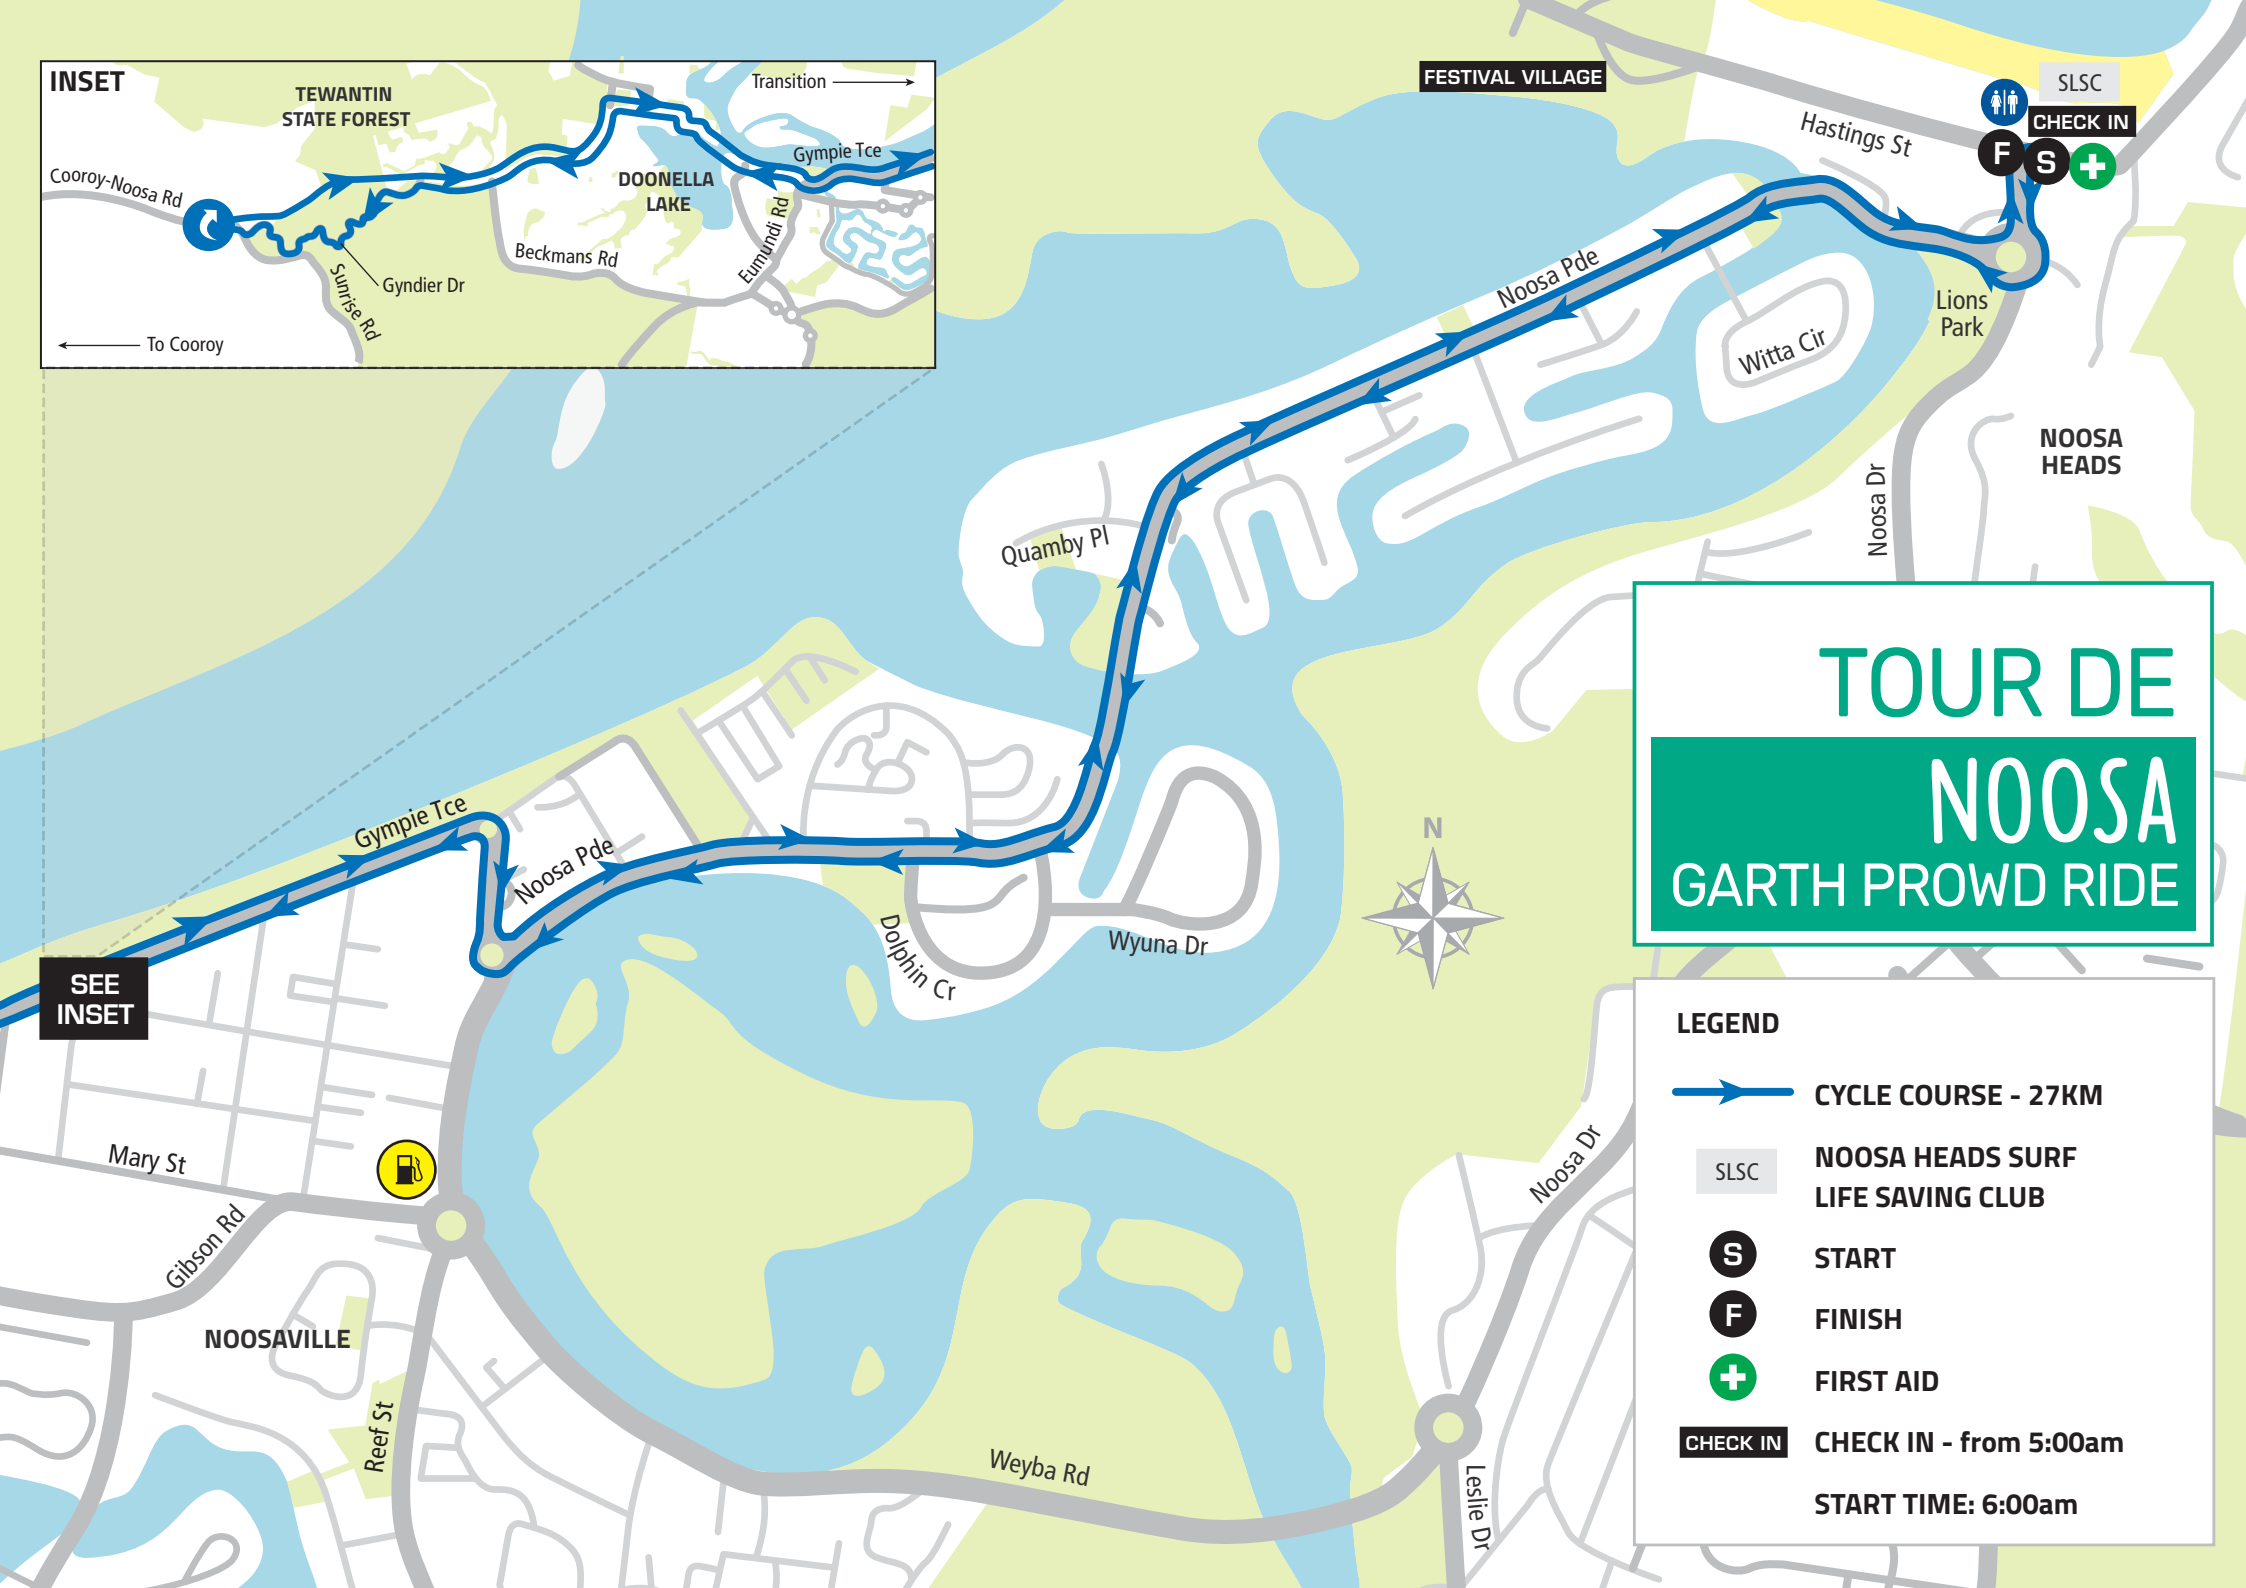 INSET
TEWANTIN
STATE FOREST
Transition
Cooroy-Noosa Rd
Gympie Tce
DOONELLA
LAKE
Eumundi Rd
Beckmans Rd
Sunrise Rd
Gyndier Dr
To Cooroy
FESTIVAL VILLAGE
SLSC
CHECK IN
F
S
Hastings St
Noosa Pde
Lions
Park
Witta Cir
NOOSA
HEADS
Noosa Dr
Quamby Pl
Gympie Tce
Noosa Pde
Dolphin Cr
Wyuna Dr
N
SEE
INSET
Mary St
Gibson Rd
NOOSAVILLE
Reef St
Weyba Rd
Noosa Dr
Leslie Dr
TOUR DE
NOOSA
GARTH PROWD RIDE
LEGEND
CYCLE COURSE - 27KM
SLSC
NOOSA HEADS SURF
LIFE SAVING CLUB
S
START
F
FINISH
FIRST AID
CHECK IN
CHECK IN - from 5:00am
START TIME: 6:00am